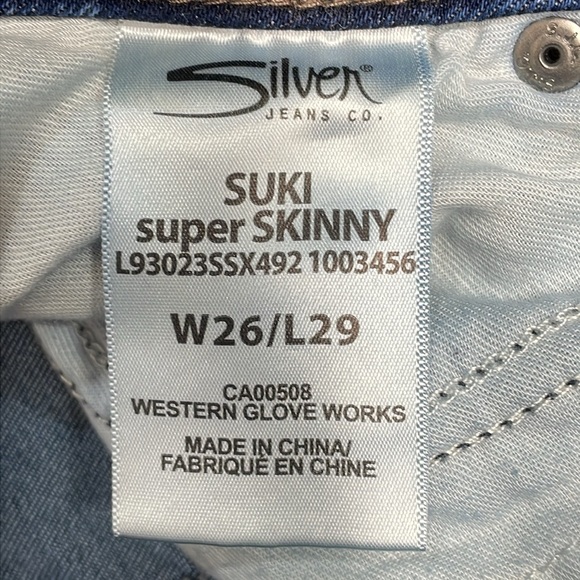 Silver®
JEANS CO.
SUKI
super SKINNY
L93023SSX492 1003456
W26/L29
CA00508
WESTERN GLOVE WORKS
MADE IN CHINA/
FABRIQUÉ EN CHINE